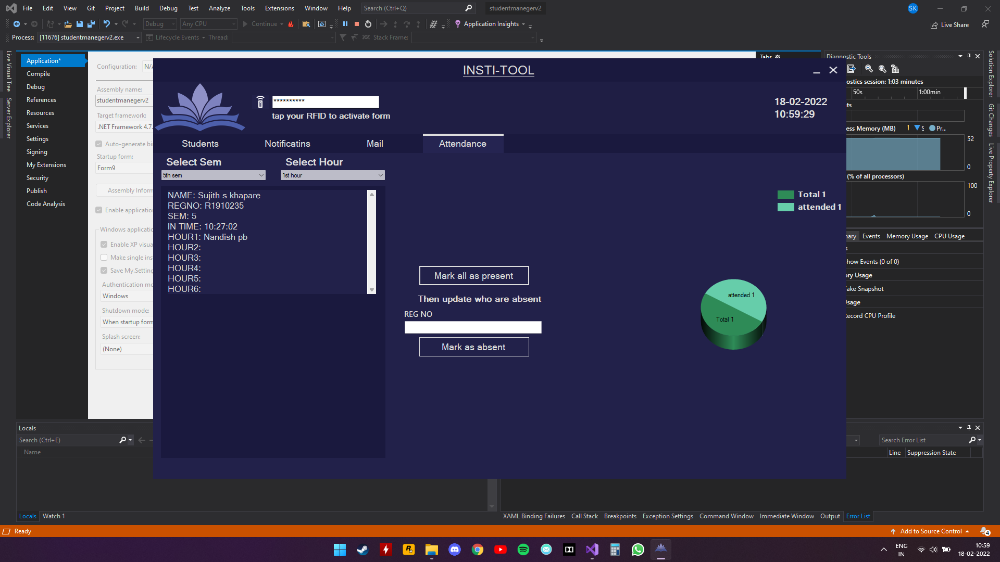 File Edit View Git Project Build Debug Test Analyze Tools Extensions Window Help Search (Ctrl+Q) studentmanegerv2 SK
Debug Any CPU Continue Application Insights Live Share
Process: [11676] studentmanegerv2.exe Lifecycle Events Thread: Stack Frame:
Live Visual Tree
Server Explorer
Application*
Compile
Debug
References
Resources
Services
Settings
Signing
My Extensions
Security
Publish
Code Analysis
Configuration: N/A
Assembly name:
studentmanegerv2
Target framework:
.NET Framework 4.7.
Auto-generate bin
Startup form:
Form9
Assembly Inform
Enable application
Windows applicatio
Enable XP visua
Make single inst
Save My.Setting
Authentication mo
Windows
Shutdown mode:
When startup form
Splash screen:
(None)
INSTI-TOOL
**********
tap your RFID to activate form
18-02-2022
10:59:29
Students Notificatins Mail Attendance
Select Sem Select Hour
5th sem 1st hour
NAME: Sujith s khapare
REGNO: R1910235
SEM: 5
IN TIME: 10:27:02
HOUR1: Nandish pb
HOUR2:
HOUR3:
HOUR4:
HOUR5:
HOUR6:
Mark all as present
Then update who are absent
REG NO
Mark as absent
Total 1
attended 1
attended 1
Total 1
Tabs
Diagnostic Tools
ostics session: 1:03 minutes
50s 1:00min
ts
ess Memory (MB) S Pr...
52
0
(% of all processors)
100
0
nary Events Memory Usage CPU Usage
s
how Events (0 of 0)
ry Usage
ake Snapshot
Usage
ecord CPU Profile
Solution Explorer
Git Changes
Live Property Explorer
Locals
Search (Ctrl+E)
Name
Locals Watch 1
Search Error List
Line Suppression State
XAML Binding Failures Call Stack Breakpoints Exception Settings Command Window Immediate Window Output Error List
Ready
Add to Source Control 4
ENG
IN
10:59
18-02-2022